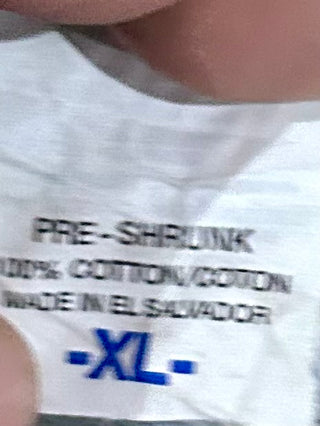 PRE-SHRUNK
100% COTTON/COTON
MADE IN EL SALVADOR
-XL-